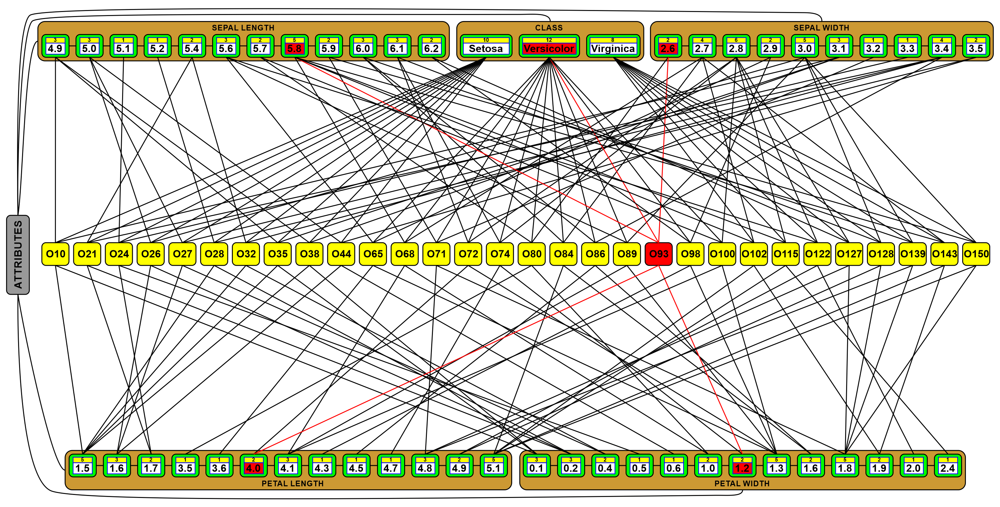 SEPAL LENGTH CLASS SEPAL WIDTH
3 3 1 1 2 3 2 5 2 3 3 2 10 12 8 2 4 6 2 5 3 1 1 4 2
4.9 5.0 5.1 5.2 5.4 5.6 5.7 5.8 5.9 6.0 6.1 6.2 Setosa Versicolor Virginica 2.6 2.7 2.8 2.9 3.0 3.1 3.2 3.3 3.4 3.5
ATTRIBUTES
O10 O21 O24 O26 O27 O28 O32 O35 O38 O44 O65 O68 O71 O72 O74 O80 O84 O86 O89 O93 O98 O100 O102 O115 O122 O127 O128 O139 O143 O150
5 3 2 1 1 2 3 1 1 1 3 2 5 3 3 2 1 1 2 2 5 2 5 2 1 1
1.5 1.6 1.7 3.5 3.6 4.0 4.1 4.3 4.5 4.7 4.8 4.9 5.1 0.1 0.2 0.4 0.5 0.6 1.0 1.2 1.3 1.6 1.8 1.9 2.0 2.4
PETAL LENGTH PETAL WIDTH